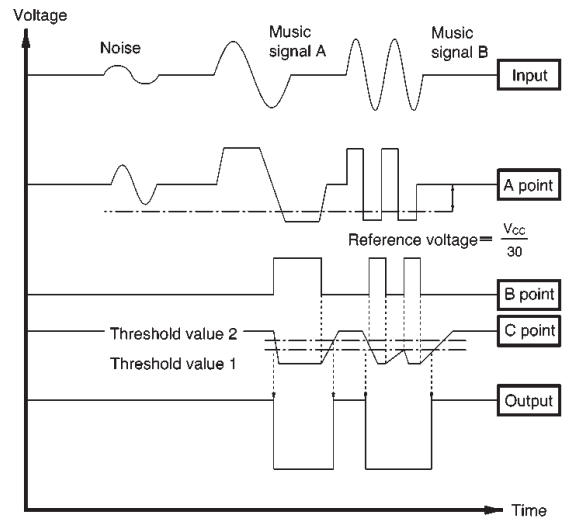 Voltage
Noise
Music
signal A
Music
signal B
Input
A point
Reference voltage = VCC
30
B point
C point
Threshold value 2
Threshold value 1
Output
Time